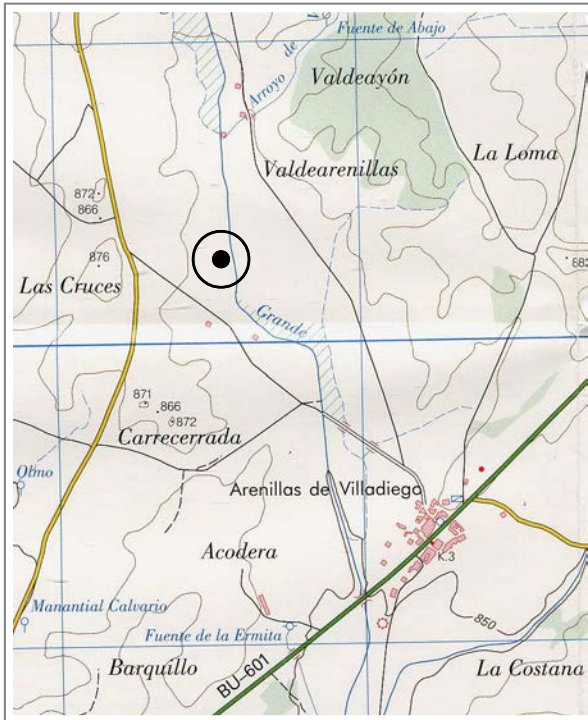 Fuente de Abajo
Arroyo de
Valdeayón
La Loma
Valdearenillas
872
866
876
882
Las Cruces
Grande
871
866
872
Carrecerrada
Olmo
Arenillas de Villadiego
Acodera
K.3
Manantial Calvario
850
Fuente de la Ermita
Barquillo
BU-601
La Costana